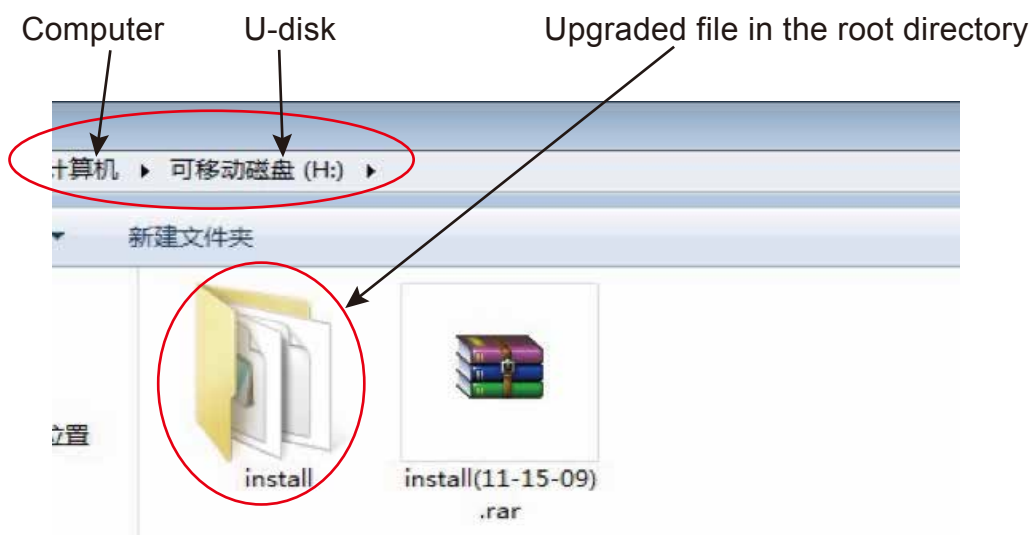 Computer U-disk Upgraded file in the root directory
计算机 ▸ 可移动磁盘 (H:) ▸
新建文件夹
位置
install install(11-15-09)
.rar